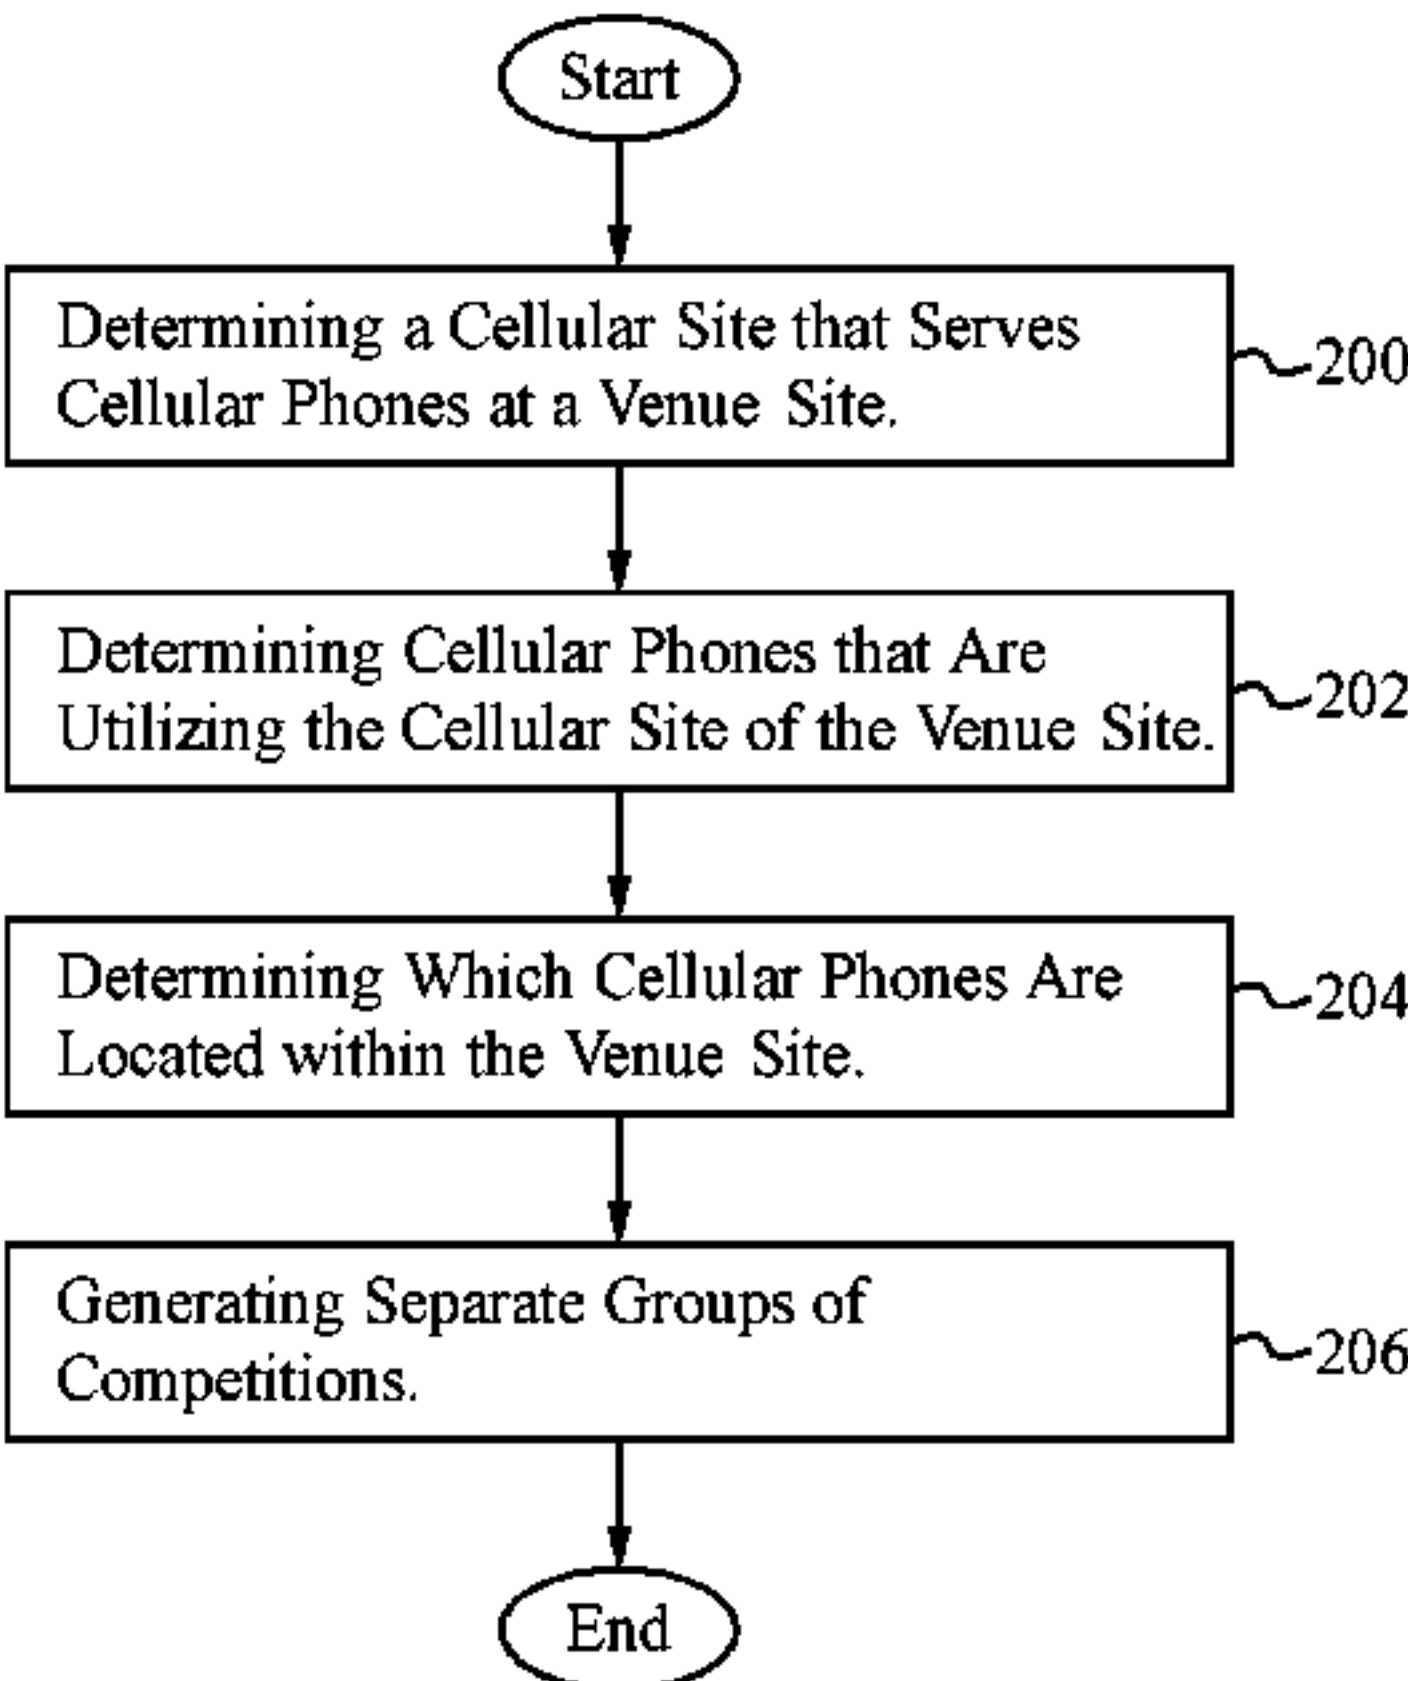 Start
Determining a Cellular Site that Serves
Cellular Phones at a Venue Site.
200
Determining Cellular Phones that Are
Utilizing the Cellular Site of the Venue Site.
202
Determining Which Cellular Phones Are
Located within the Venue Site.
204
Generating Separate Groups of
Competitions.
206
End